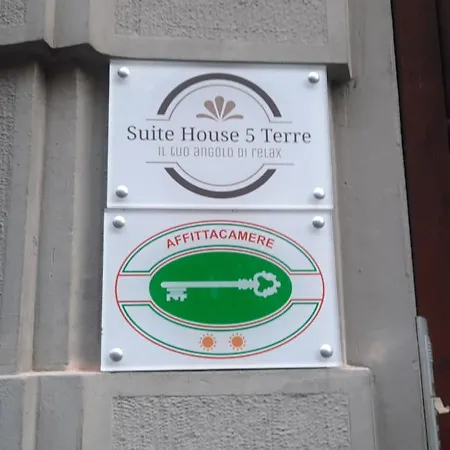 Suite House 5 Terre
IL TUO ANGOLO DI RELAX
AFFITTACAMERE